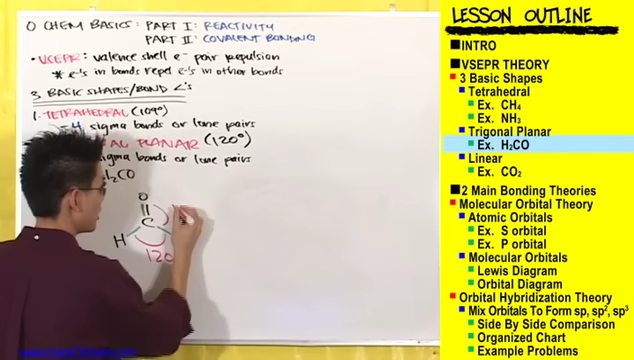 O CHEM BASICS: PART I: REACTIVITY
PART II: COVALENT BONDING
• VCEPR: valence shell e⁻ pair repulsion
* e⁻'s in bonds repel e⁻'s in other bonds
3 BASIC SHAPES/BOND <'s
1. TETRAHEDRAL (109°)
4 sigma bonds or lone pairs
PLANAR (120°)
sigma bonds or lone pairs
H₂CO
O
C
H
120
LESSON OUTLINE
INTRO
VSEPR THEORY
3 Basic Shapes
Tetrahedral
Ex. CH₄
Ex. NH₃
Trigonal Planar
Ex. H₂CO
Linear
Ex. CO₂
2 Main Bonding Theories
Molecular Orbital Theory
Atomic Orbitals
Ex. S orbital
Ex. P orbital
Molecular Orbitals
Lewis Diagram
Orbital Diagram
Orbital Hybridization Theory
Mix Orbitals To Form sp, sp², sp³
Side By Side Comparison
Organized Chart
Example Problems